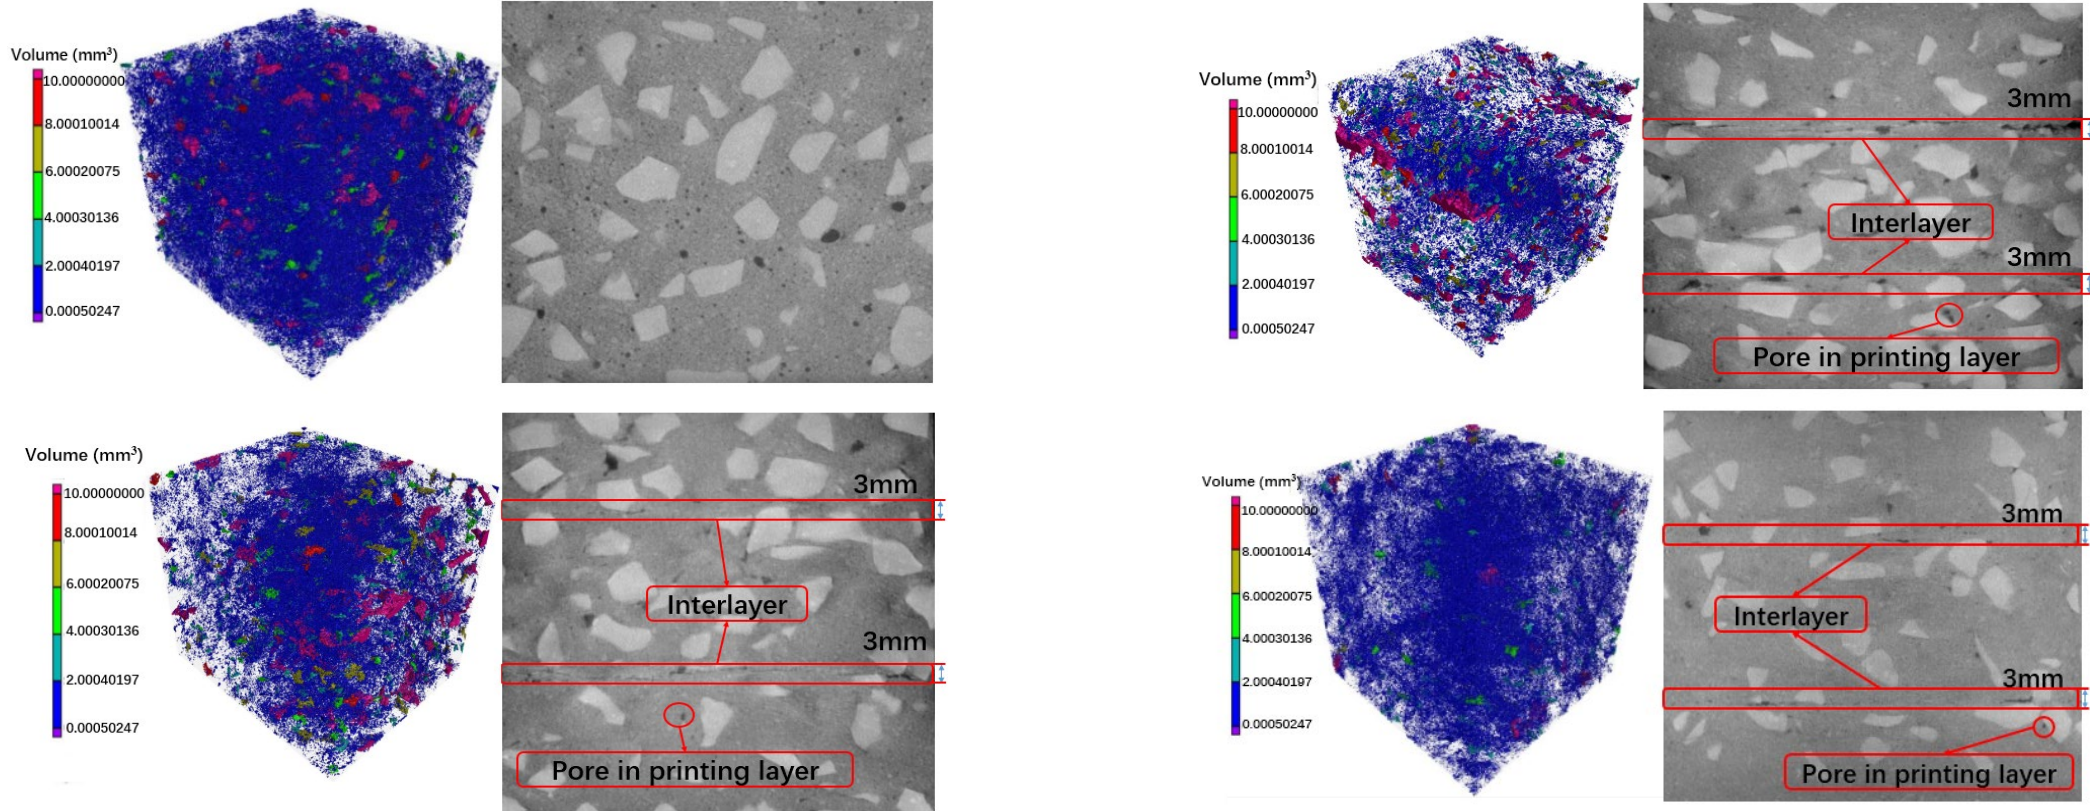 Volume (mm³)
10.00000000
8.00010014
6.00020075
4.00030136
2.00040197
0.00050247
Volume (mm³)
10.00000000
8.00010014
6.00020075
4.00030136
2.00040197
0.00050247
3mm
Interlayer
3mm
Pore in printing layer
Volume (mm³)
10.00000000
8.00010014
6.00020075
4.00030136
2.00040197
0.00050247
3mm
Interlayer
3mm
Pore in printing layer
Volume (mm³)
10.00000000
8.00010014
6.00020075
4.00030136
2.00040197
0.00050247
3mm
Interlayer
3mm
Pore in printing layer